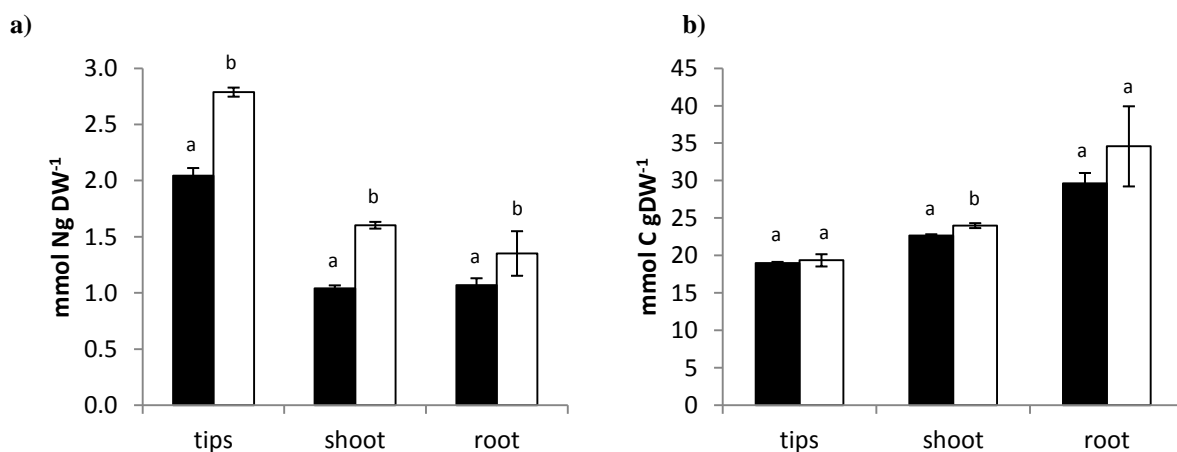 a)
mmol Ng DW-1
3.0
2.5
2.0
1.5
1.0
0.5
0.0
a
b
a
b
a
b
tips shoot root
b)
mmol C gDW-1
45
40
35
30
25
20
15
10
5
0
a
a
a
b
a
a
tips shoot root